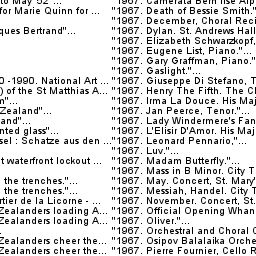 to May '52 ... "1967. Camerata Bern ise Alp
for Marie Quinn for ... "1967. Death of Bessie Smith."
"1967. December, Choral Reci
ques Bertrand"... "1967. Dylan. St. Andrews Hall
"1967. Elizabeth Schwarzkopf,
"1967. Eugene List, Piano."...
"1967. Gary Graffman, Piano."
"1967. Gaslight."...
0 -1990. National Art ... "1967. Giuseppe Di Stefano, T
) of the St Matthias A... "1967. Henry The Fifth. The Cl
m"... "1967. Irma La Douce. His Maj
Zealand"... "1967. Jan Peerce, Tenor."...
and"... "1967. Lady Windermere's Fan
nted glass"... "1967. L'Elisir D'Amor. His Maj
sel : Schatze aus den ... "1967. Leonard Pennario,"...
"1967. Luv."...
t waterfront lockout ... "1967. Madam Butterfly."...
"1967. Mass in B Minor. City T
the trenches."... "1967. May. Concert, St. Mary'
the trenches."... "1967. Messiah, Handel. City T
rtier de la Licorne - ... "1967. November. Concert, St.
Zealanders loading A... "1967. Official Opening Whan
Zealanders loading A... "1967. Oliver."...
"1967. Orchestral and Choral C
Zealanders cheer the... "1967. Osipov Balalaika Orche
Zealanders cheer the... "1967. Pierre Fournier, Cello R